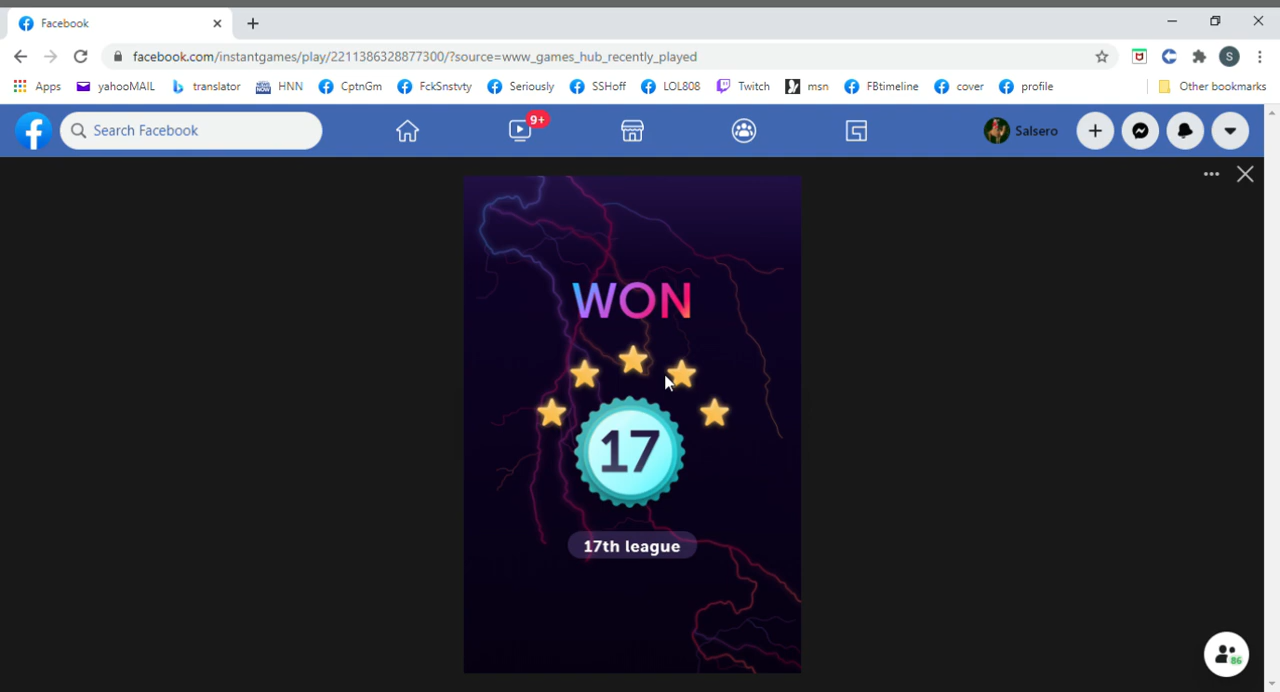 Facebook
facebook.com/instantgames/play/2211386328877300/?source=www_games_hub_recently_played
S
Apps yahooMAIL translator HNN CptnGm FckSnstvty Seriously SSHoff LOL808 Twitch msn FBtimeline cover profile Other bookmarks
Search Facebook 9+ Salsero
WON
17
17th league
86